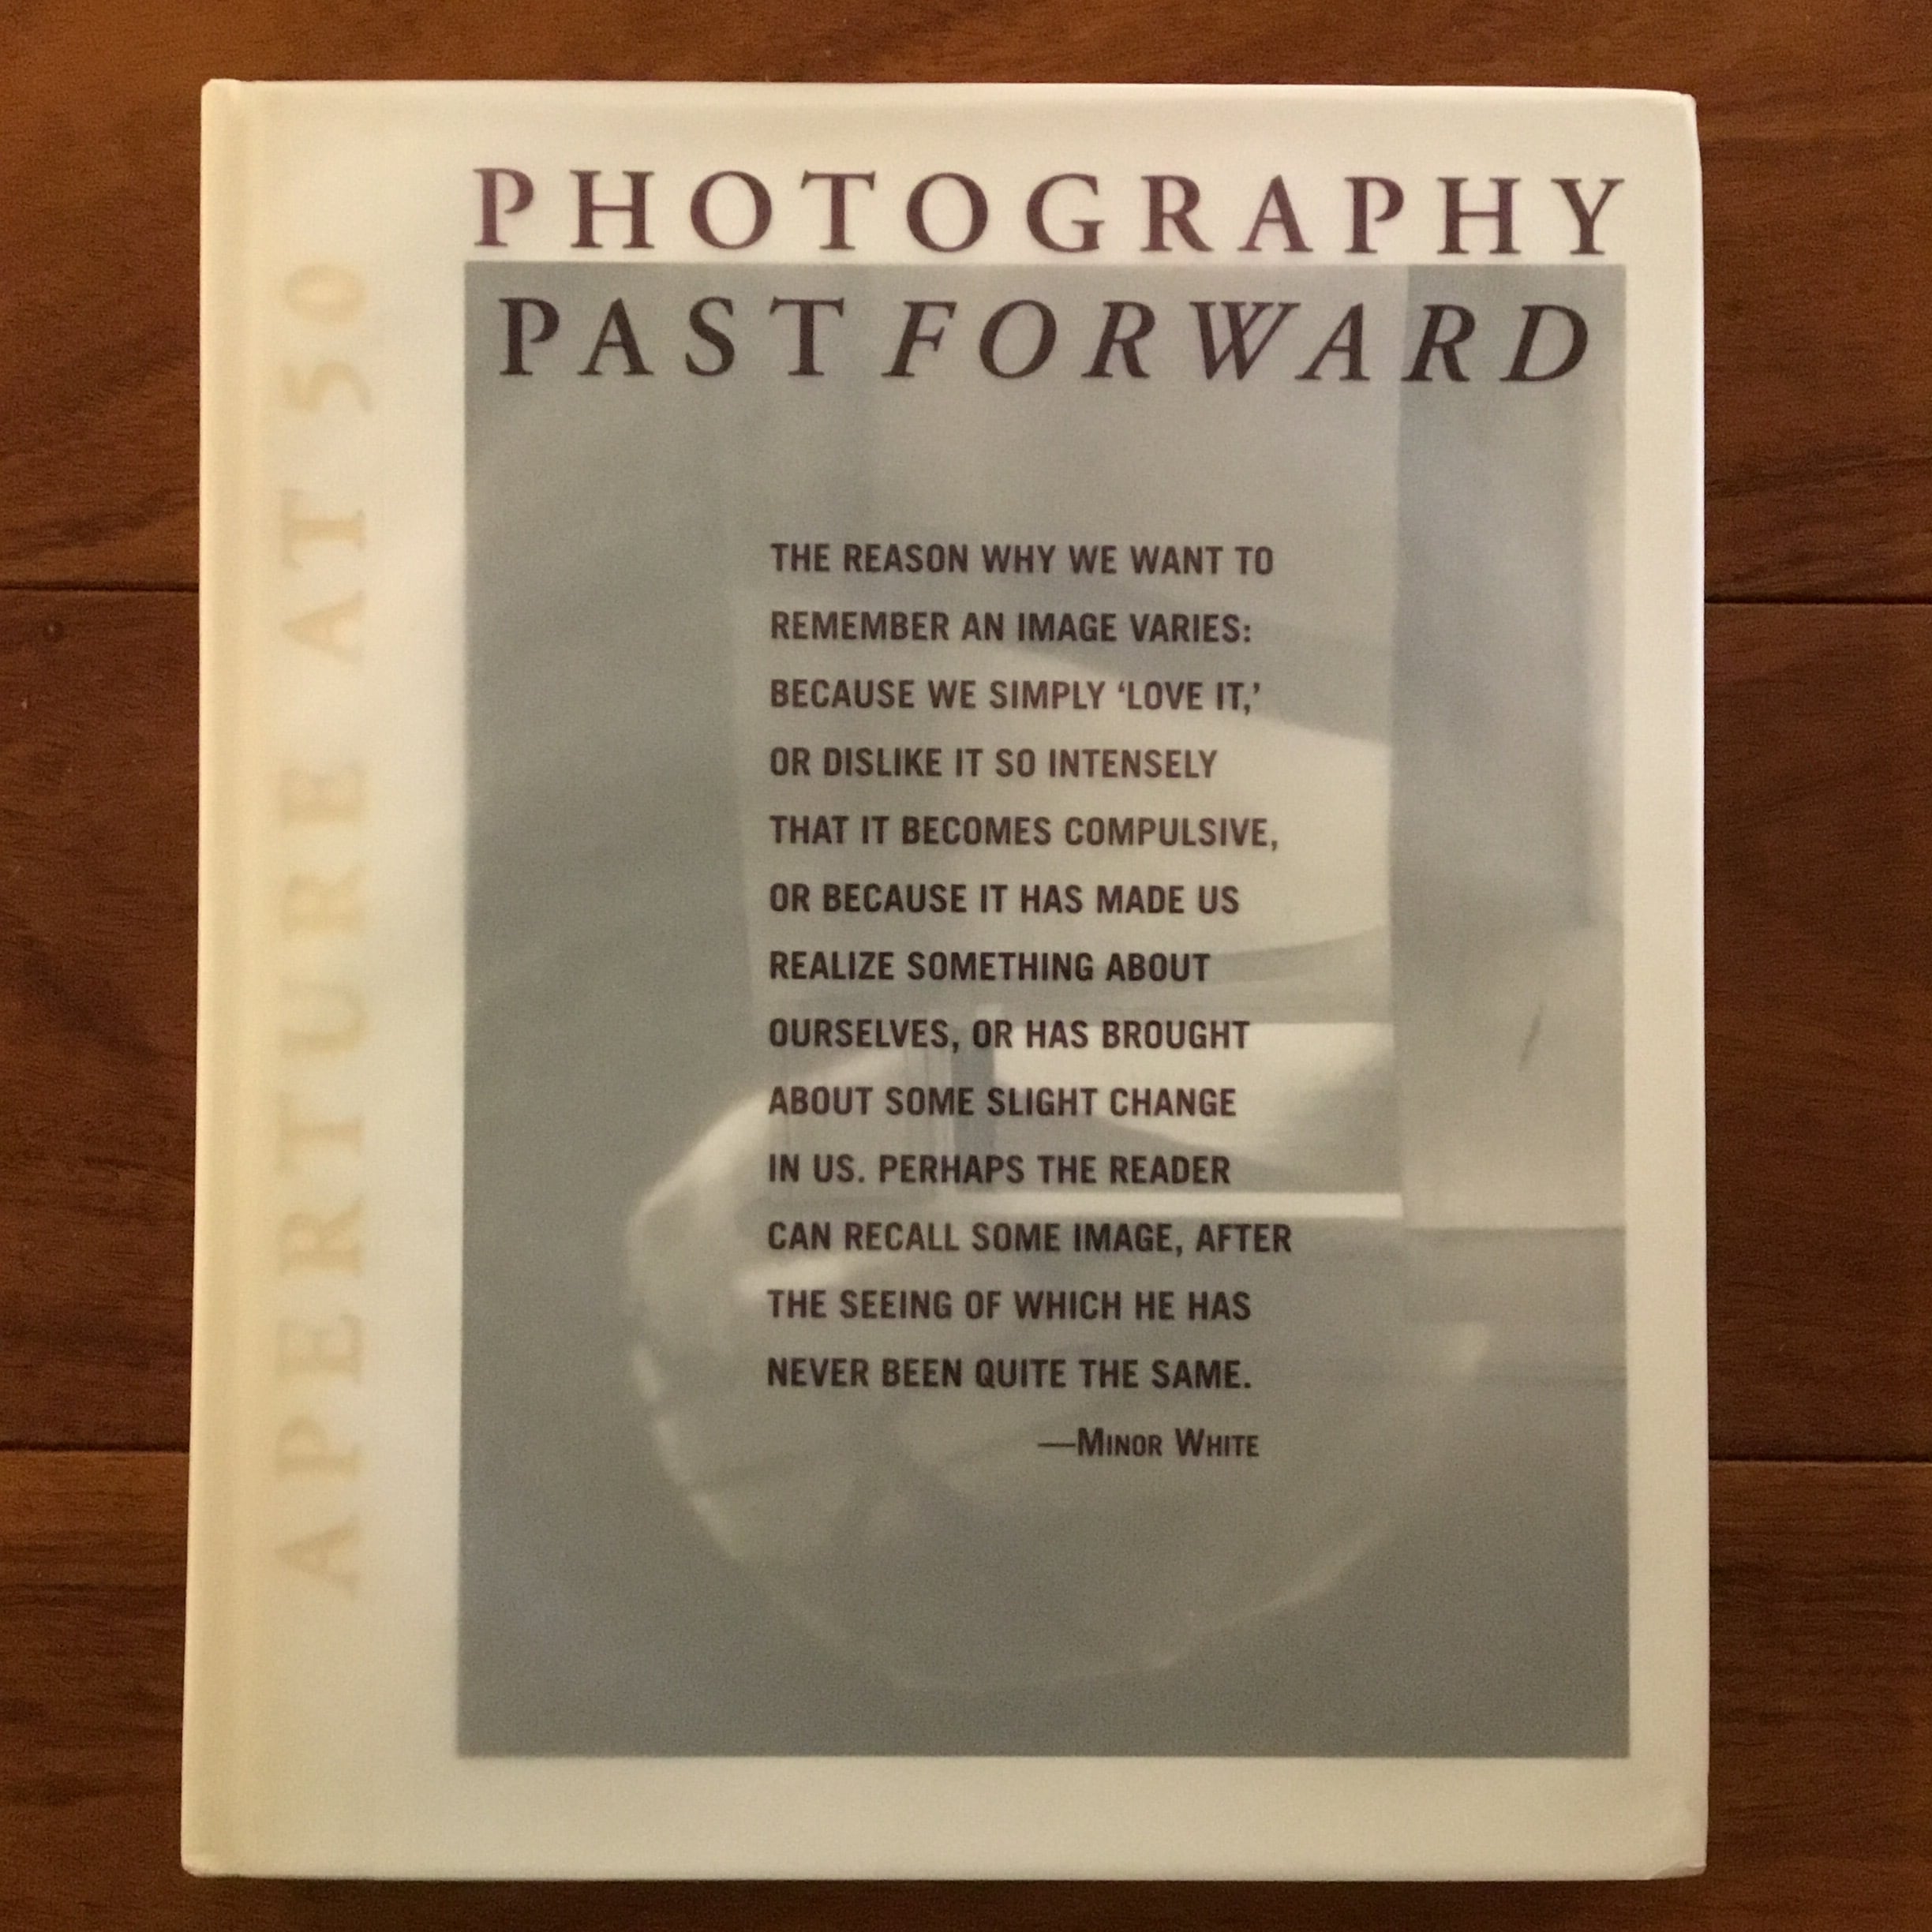 PHOTOGRAPHY
PAST FORWARD
APERTURE AT 50
THE REASON WHY WE WANT TO
REMEMBER AN IMAGE VARIES:
BECAUSE WE SIMPLY ‘LOVE IT,’
OR DISLIKE IT SO INTENSELY
THAT IT BECOMES COMPULSIVE,
OR BECAUSE IT HAS MADE US
REALIZE SOMETHING ABOUT
OURSELVES, OR HAS BROUGHT
ABOUT SOME SLIGHT CHANGE
IN US. PERHAPS THE READER
CAN RECALL SOME IMAGE, AFTER
THE SEEING OF WHICH HE HAS
NEVER BEEN QUITE THE SAME.
—MINOR WHITE